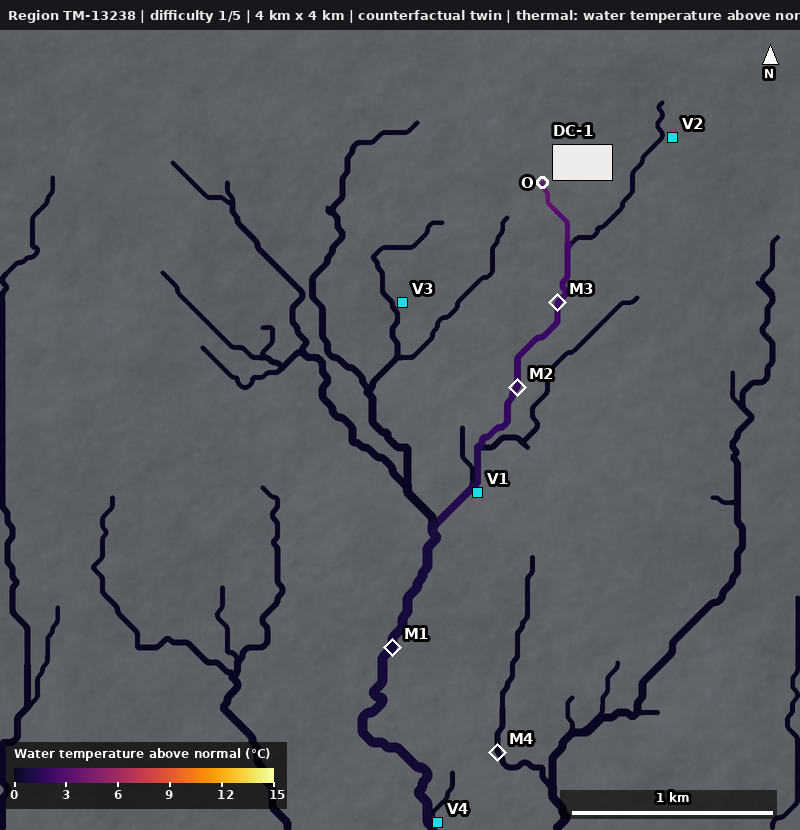 Region TM-13238 | difficulty 1/5 | 4 km x 4 km | counterfactual twin | thermal: water temperature above nor
N
DC-1
V2
O
V3
M3
M2
V1
M1
M4
V4
Water temperature above normal (°C)
0 3 6 9 12 15
1 km